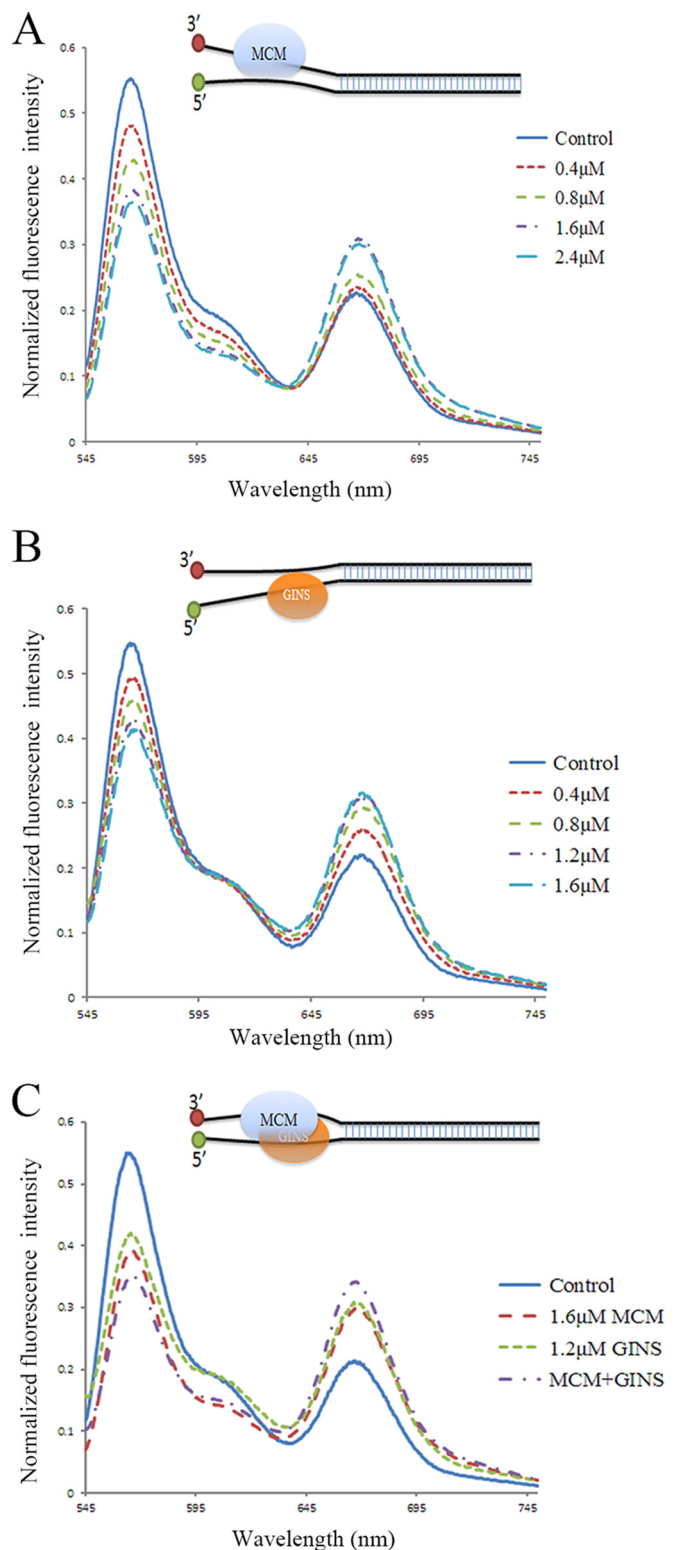 A
3′
MCM
5′
Normalized fluorescence intensity
0.6
0.5
0.4
0.3
0.2
0.1
0
545
595
645
695
745
Wavelength (nm)
Control
0.4μM
0.8μM
1.6μM
2.4μM
B
3′
GINS
5′
Normalized fluorescence intensity
0.6
0.5
0.4
0.3
0.2
0.1
0
545
595
645
695
745
Wavelength (nm)
Control
0.4μM
0.8μM
1.2μM
1.6μM
C
3′
MCM
GINS
5′
Normalized fluorescence intensity
0.6
0.5
0.4
0.3
0.2
0.1
0
545
595
645
695
745
Wavelength (nm)
Control
1.6μM MCM
1.2μM GINS
MCM+GINS